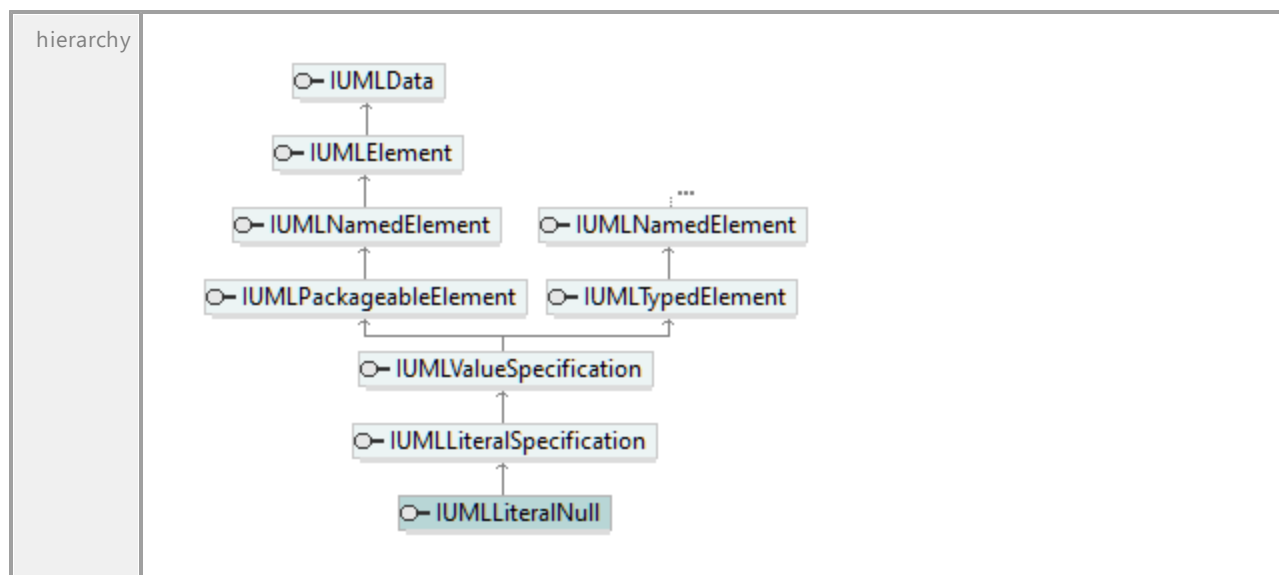 hierarchy
IUMLData
IUMLElement
...
IUMLNamedElement IUMLNamedElement
IUMLPackageableElement IUMLTypedElement
IUMLValueSpecification
IUMLLiteralSpecification
IUMLLiteralNull